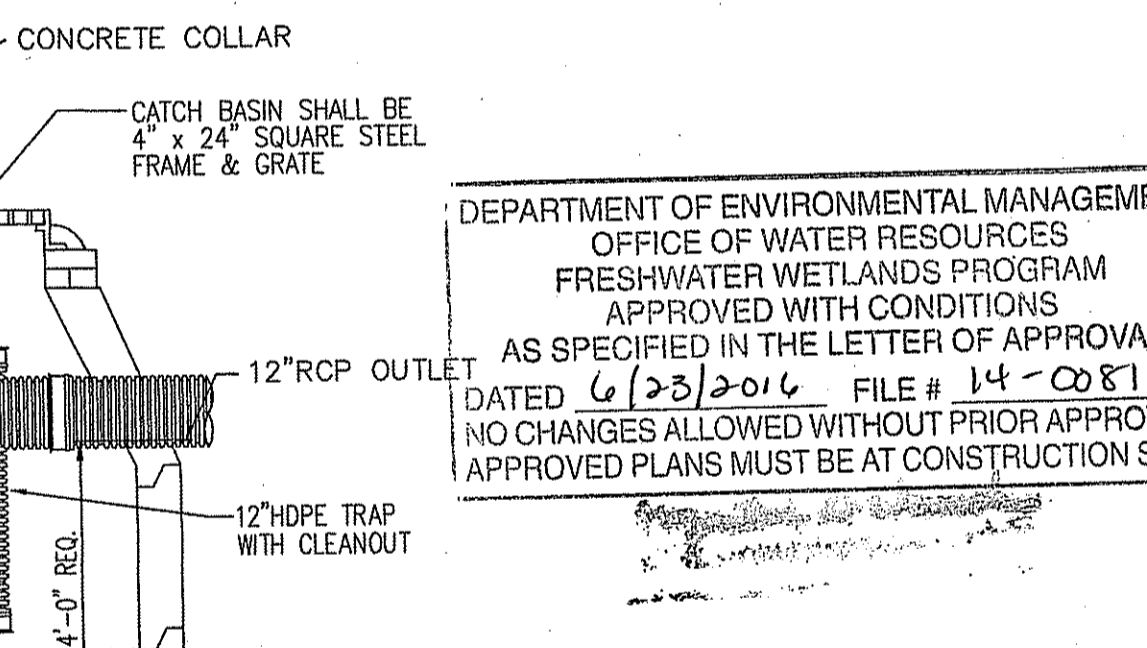 CONCRETE COLLAR
CATCH BASIN SHALL BE
4" x 24" SQUARE STEEL
FRAME & GRATE
12"RCP OUTLET
12"HDPE TRAP
WITH CLEANOUT
4'-0" REQ.
DEPARTMENT OF ENVIRONMENTAL MANAGEME
OFFICE OF WATER RESOURCES
FRESHWATER WETLANDS PROGRAM
APPROVED WITH CONDITIONS
AS SPECIFIED IN THE LETTER OF APPROVA
DATED 6/23/2016 FILE # 14-0081
NO CHANGES ALLOWED WITHOUT PRIOR APPRO
APPROVED PLANS MUST BE AT CONSTRUCTION S